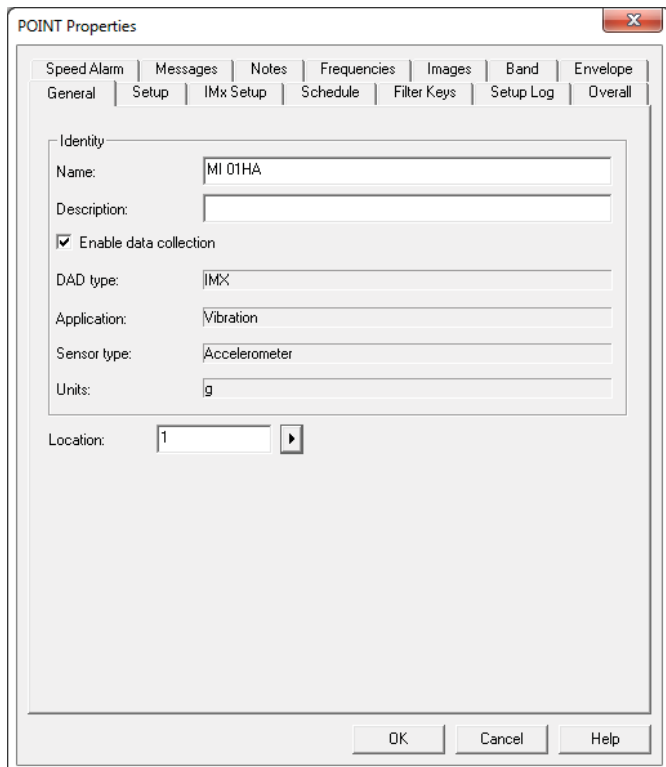 POINT Properties
X
Speed Alarm Messages Notes Frequencies Images Band Envelope
General Setup IMx Setup Schedule Filter Keys Setup Log Overall
Identity
Name: MI 01HA
Description:
Enable data collection
DAD type: IMX
Application: Vibration
Sensor type: Accelerometer
Units: g
Location: 1
OK Cancel Help